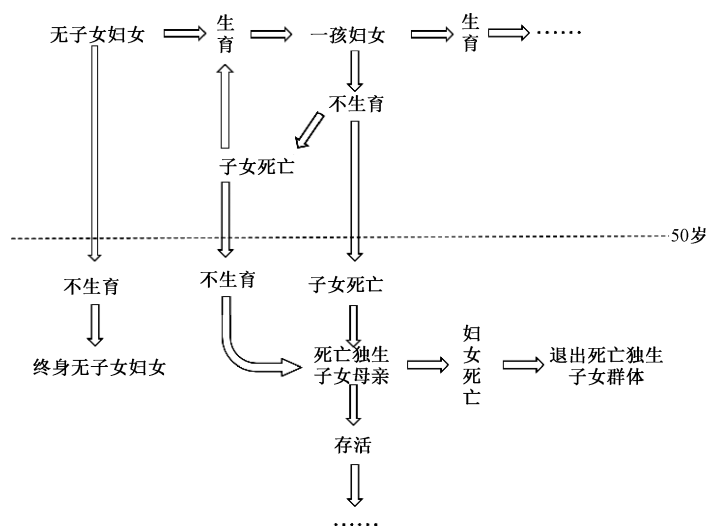 无子女妇女
生育
一孩妇女
生育
……
不生育
子女死亡
50岁
不生育
不生育
子女死亡
终身无子女妇女
死亡独生
子女母亲
妇女死亡
退出死亡独生
子女群体
存活
……